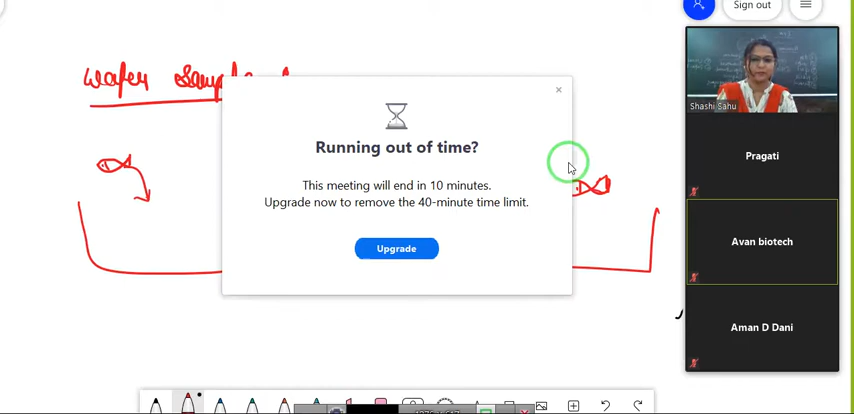 Sign out
Water
Running out of time?
This meeting will end in 10 minutes.
Upgrade now to remove the 40-minute time limit.
Upgrade
Shashi Sahu
Pragati
Avan biotech
Aman D Dani